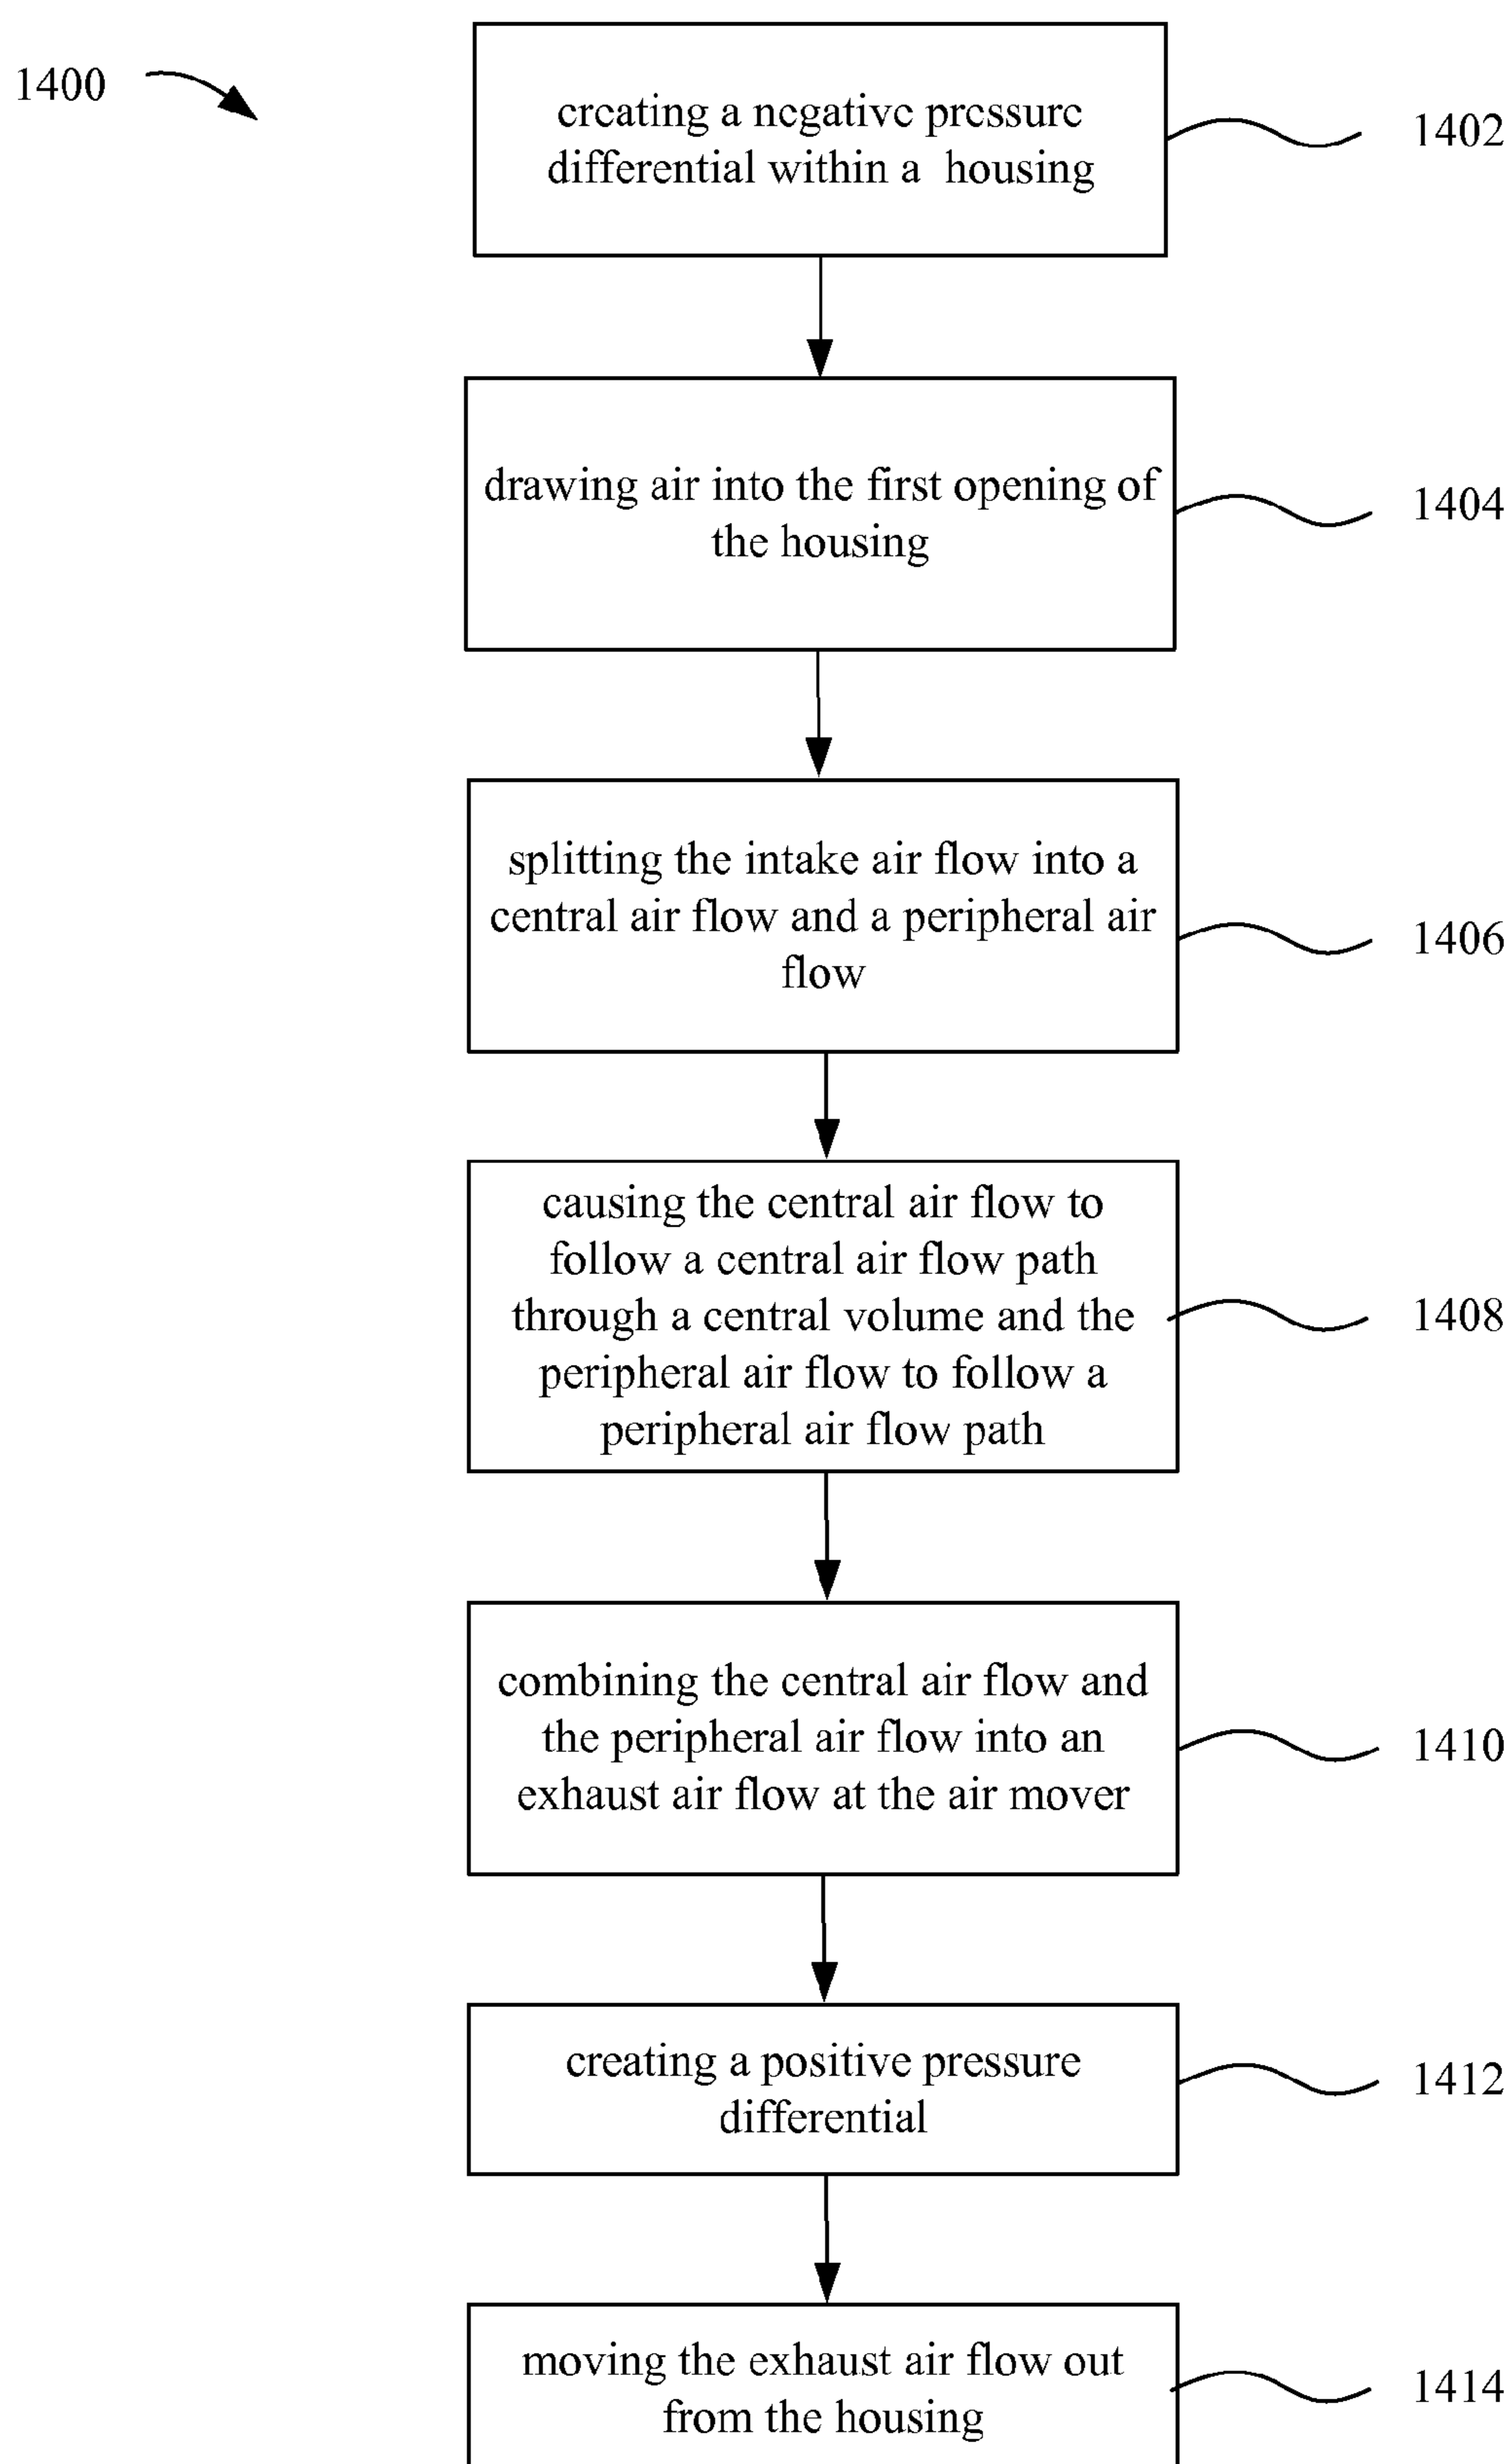 1400
creating a negative pressure
differential within a housing
1402
drawing air into the first opening of
the housing
1404
splitting the intake air flow into a
central air flow and a peripheral air
flow
1406
causing the central air flow to
follow a central air flow path
through a central volume and the
peripheral air flow to follow a
peripheral air flow path
1408
combining the central air flow and
the peripheral air flow into an
exhaust air flow at the air mover
1410
creating a positive pressure
differential
1412
moving the exhaust air flow out
from the housing
1414